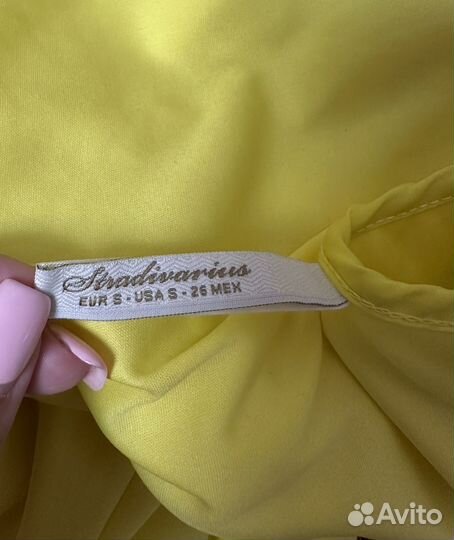 Stradivarius
EUR S - USA S - 26 MEX
Avito